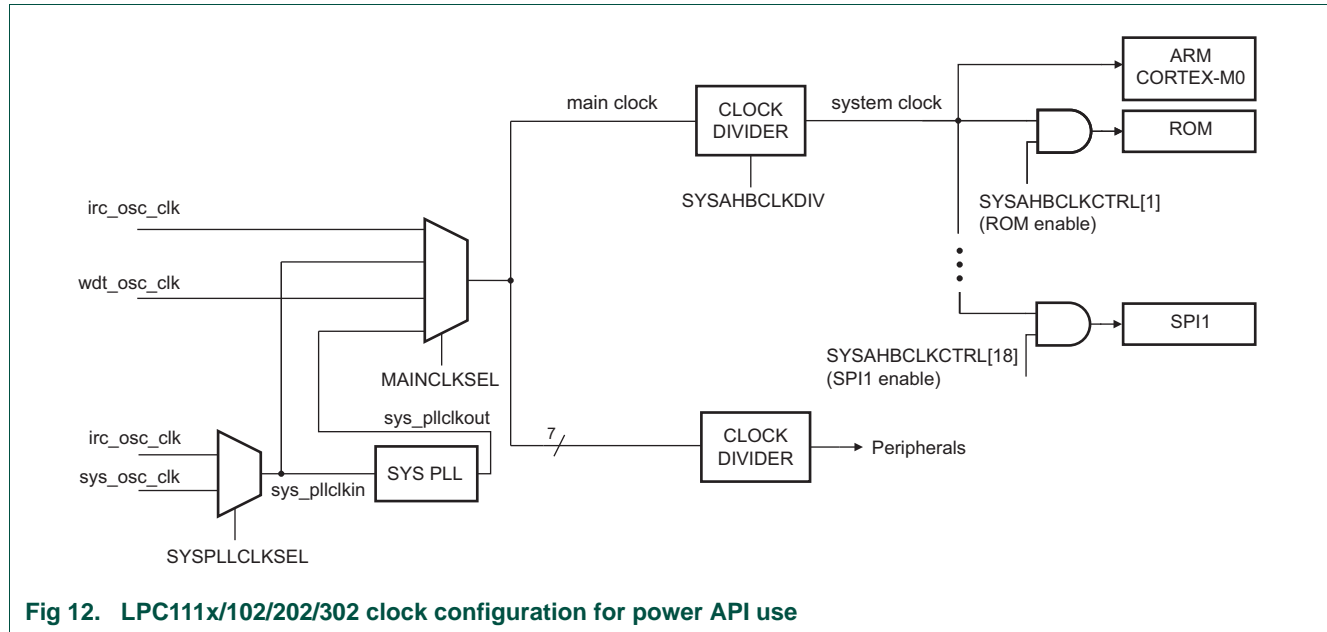 ARM
CORTEX-M0
main clock
CLOCK
DIVIDER
system clock
ROM
SYSAHBCLKDIV
SYSAHBCLKCTRL[1]
(ROM enable)
irc_osc_clk
wdt_osc_clk
MAINCLKSEL
SPI1
SYSAHBCLKCTRL[18]
(SPI1 enable)
sys_pllclkout
irc_osc_clk
sys_osc_clk
sys_pllclkin
SYS PLL
SYSPLLCLKSEL
7
CLOCK
DIVIDER
Peripherals
Fig 12. LPC111x/102/202/302 clock configuration for power API use